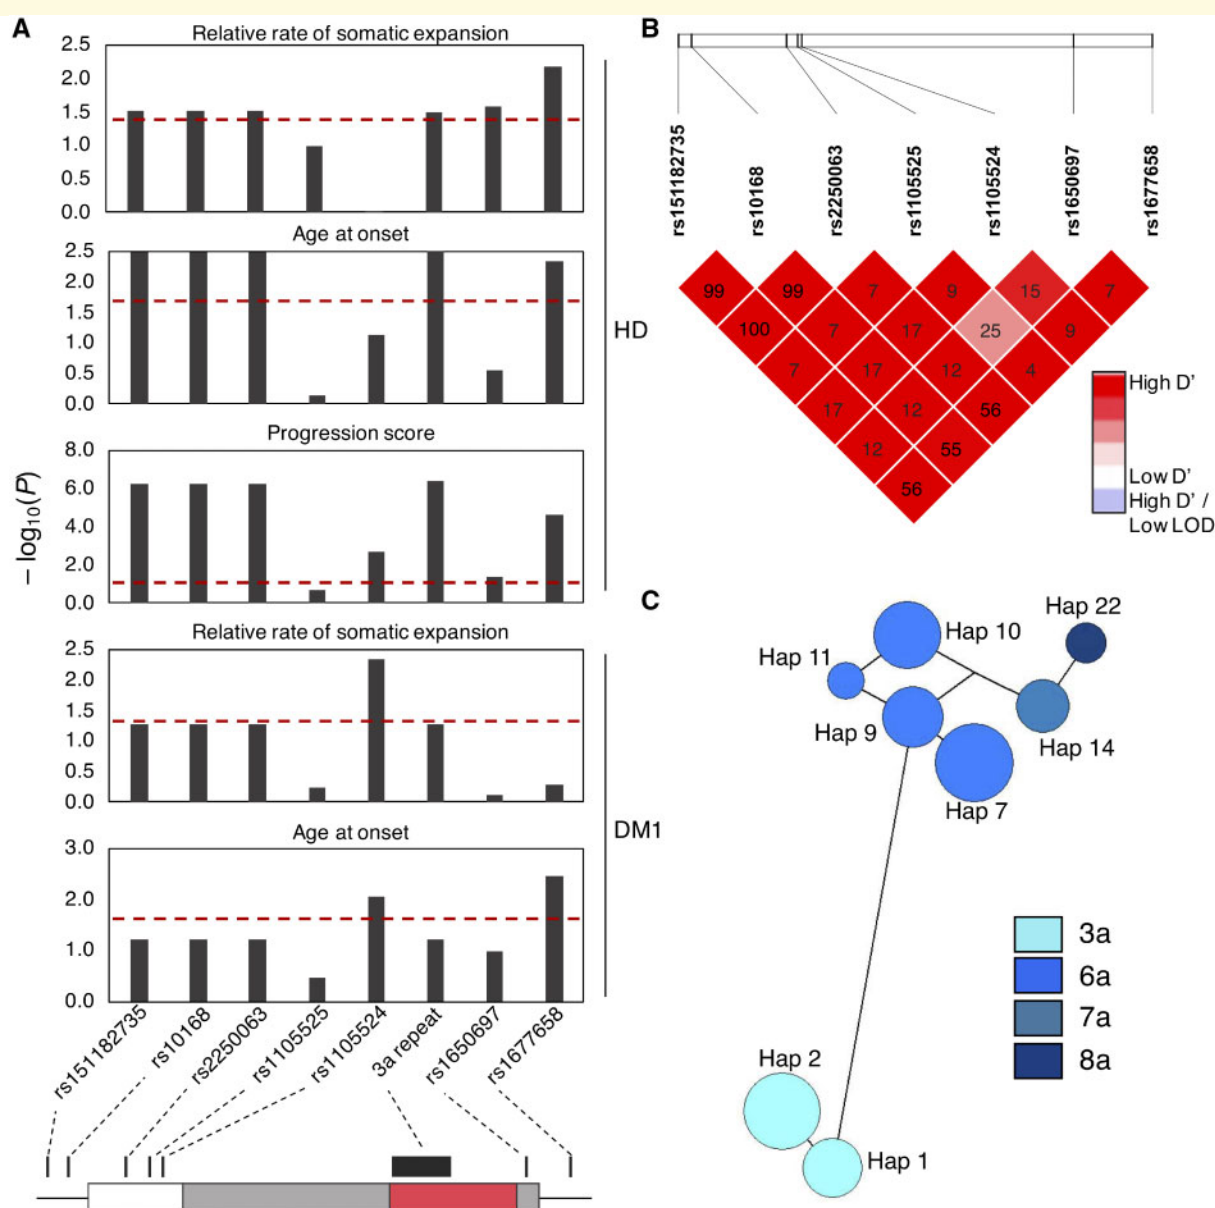 A
Relative rate of somatic expansion
2.5
2.0
1.5
1.0
0.5
0.0
Age at onset
2.5
2.0
1.5
1.0
0.5
0.0
HD
Progression score
8.0
6.0
4.0
2.0
0.0
– log10(P)
Relative rate of somatic expansion
2.5
2.0
1.5
1.0
0.5
0.0
DM1
Age at onset
3.0
2.0
1.0
0.0
rs151182735
rs10168
rs2250063
rs1105525
rs1105524
3a repeat
rs1650697
rs1677658
B
rs151182735
rs10168
rs2250063
rs1105525
rs1105524
rs1650697
rs1677658
99 99 7 9 15 7
100 7 17 25 9
7 17 12 4
17 12 56
12 55
56
High D'
Low D'
High D' /
Low LOD
C
Hap 22
Hap 10
Hap 11
Hap 9
Hap 14
Hap 7
3a
6a
7a
8a
Hap 2
Hap 1